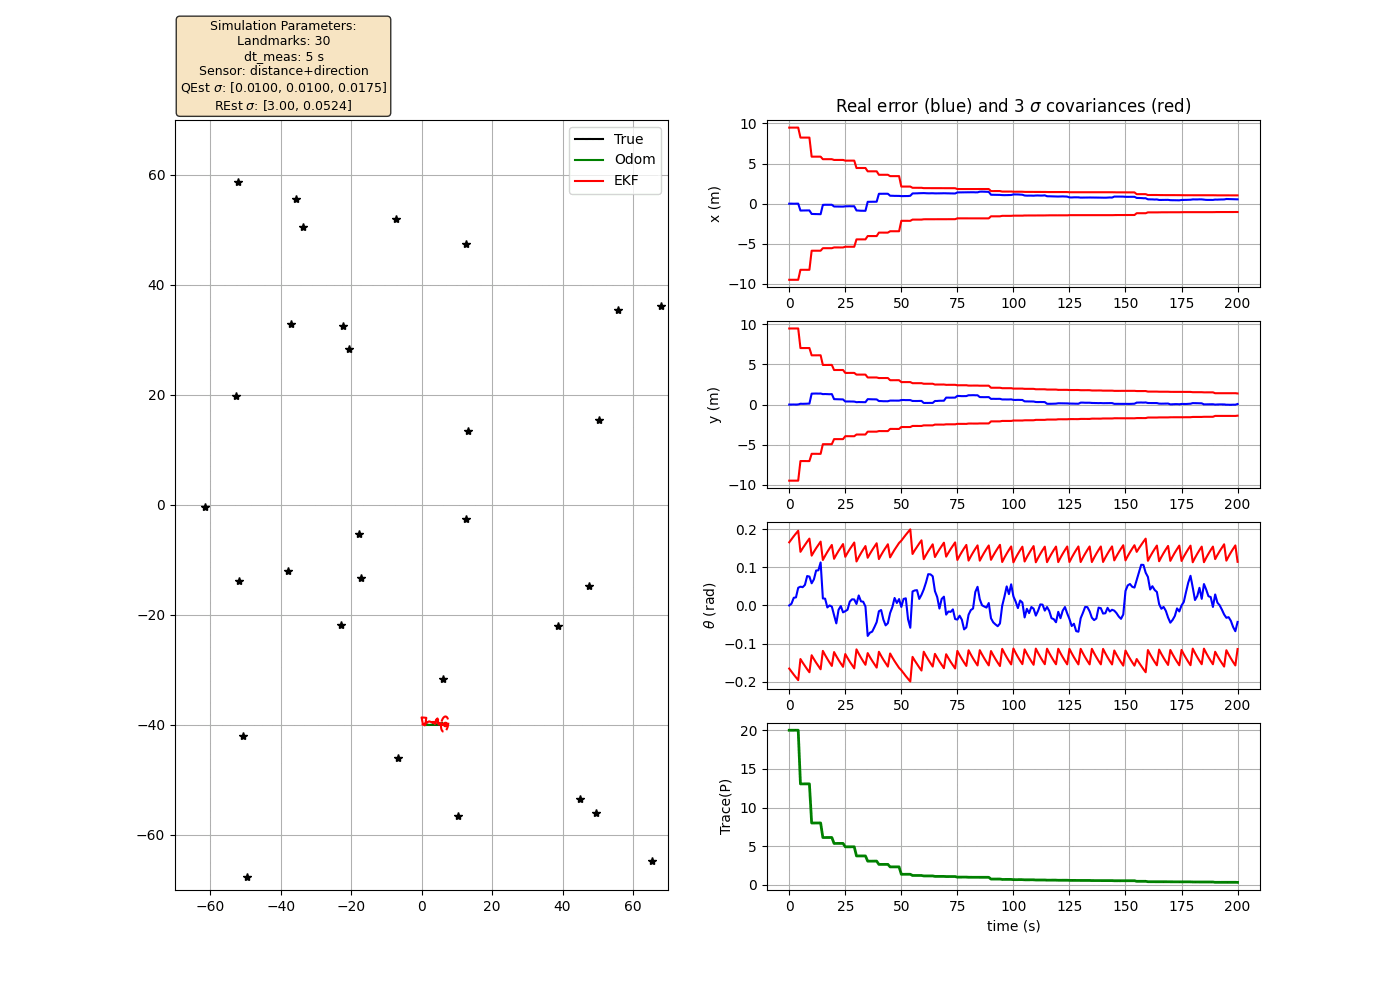 Simulation Parameters:
Landmarks: 30
dt_meas: 5 s
Sensor: distance+direction
QEst σ: [0.0100, 0.0100, 0.0175]
REst σ: [3.00, 0.0524]
True
Odom
EKF
60
40
20
0
−20
−40
−60
−60 −40 −20 0 20 40 60
Real error (blue) and 3 σ covariances (red)
x (m)
10
5
0
−5
−10
0 25 50 75 100 125 150 175 200
y (m)
10
5
0
−5
−10
0 25 50 75 100 125 150 175 200
θ (rad)
0.2
0.1
0.0
−0.1
−0.2
0 25 50 75 100 125 150 175 200
Trace(P)
20
15
10
5
0
0 25 50 75 100 125 150 175 200
time (s)